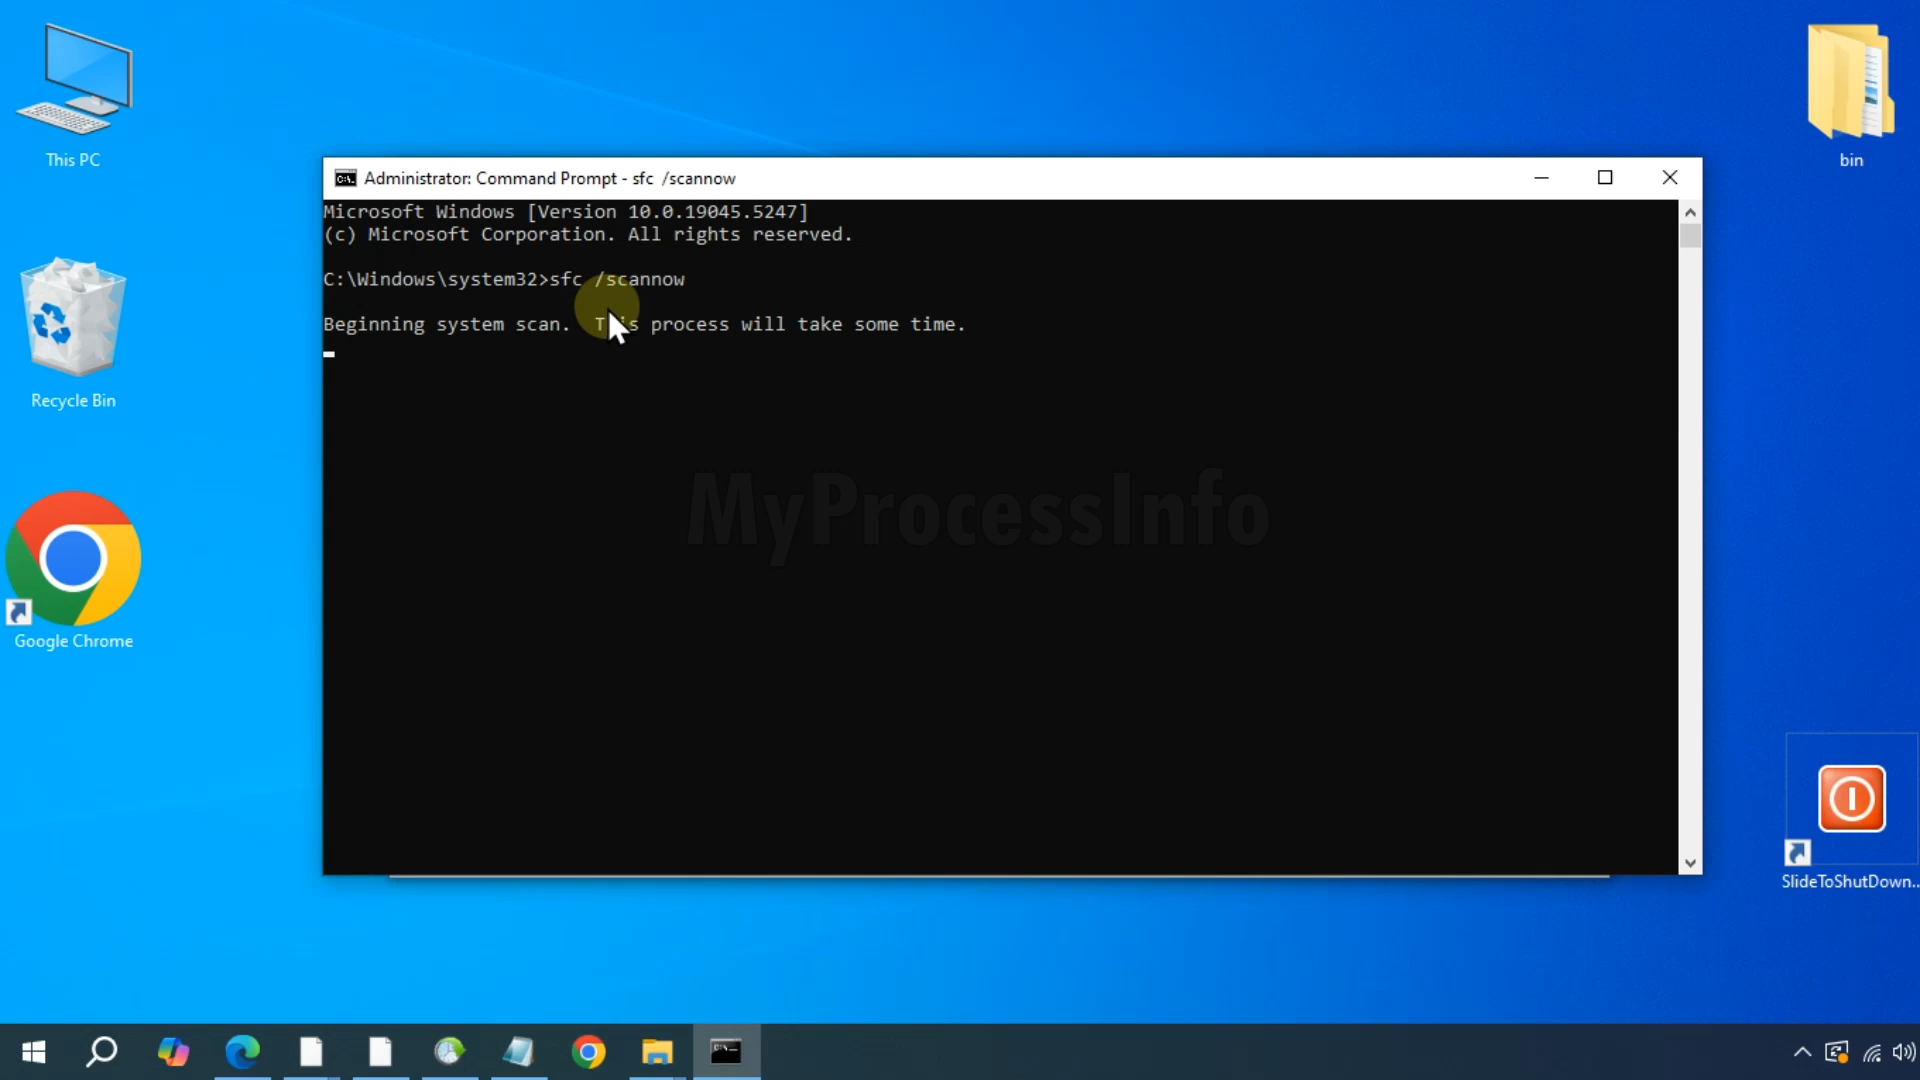 This PC
bin
Administrator: Command Prompt - sfc /scannow
Microsoft Windows [Version 10.0.19045.5247]
(c) Microsoft Corporation. All rights reserved.
C:\Windows\system32>sfc /scannow
Beginning system scan. This process will take some time.
Recycle Bin
MyProcessInfo
Google Chrome
SlideToShutDown..